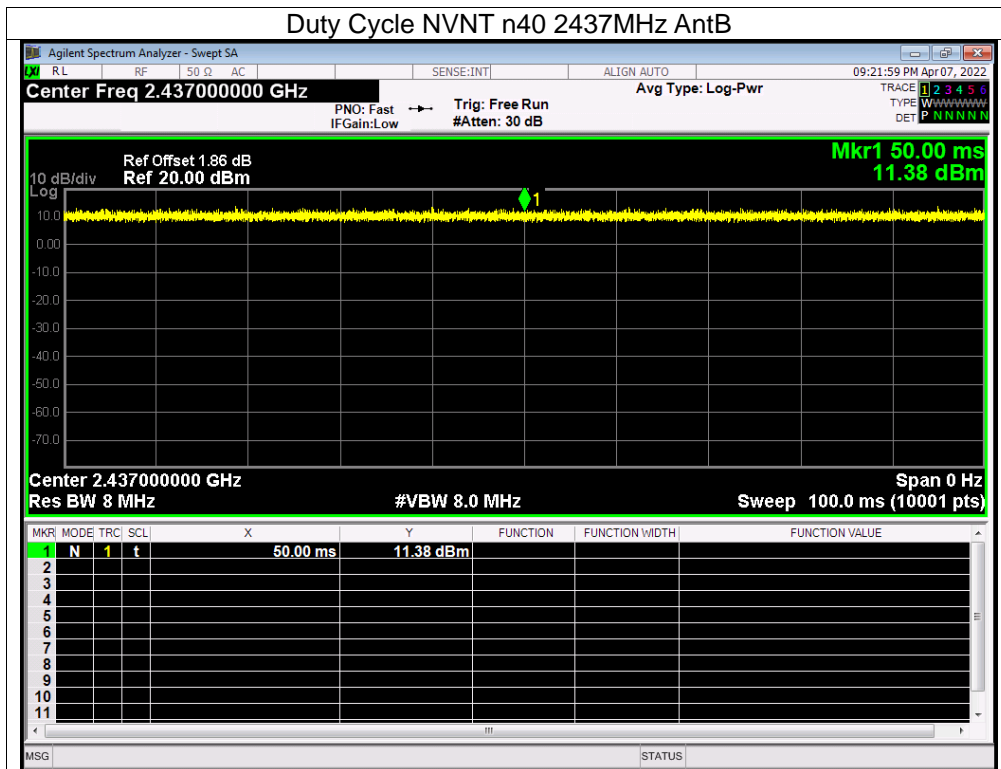 Duty Cycle NVNT n40 2437MHz AntB
Agilent Spectrum Analyzer - Swept SA
LXI RL RF 50 Ω AC SENSE:INT ALIGN AUTO 09:21:59 PM Apr 07, 2022
Center Freq 2.437000000 GHz Avg Type: Log-Pwr TRACE 1 2 3 4 5 6
PNO: Fast Trig: Free Run TYPE WWWWWW
IFGain:Low #Atten: 30 dB DET P N N N N N
Mkr1 50.00 ms
Ref Offset 1.86 dB
10 dB/div Ref 20.00 dBm 11.38 dBm
Log
1
10.0
0.00
-10.0
-20.0
-30.0
-40.0
-50.0
-60.0
-70.0
Center 2.437000000 GHz Span 0 Hz
Res BW 8 MHz #VBW 8.0 MHz Sweep 100.0 ms (10001 pts)
MKR MODE TRC SCL X Y FUNCTION FUNCTION WIDTH FUNCTION VALUE
1 N 1 t 50.00 ms 11.38 dBm
2
3
4
5
6
7
8
9
10
11
MSG STATUS